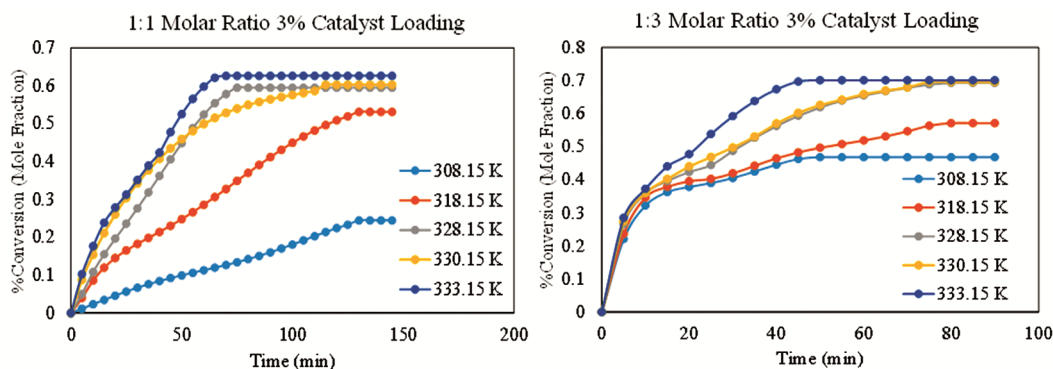 1:1 Molar Ratio 3% Catalyst Loading
%Conversion (Mole Fraction)
0.7
0.6
0.5
0.4
0.3
0.2
0.1
0
308.15 K
318.15 K
328.15 K
330.15 K
333.15 K
0 50 100 150 200
Time (min)
1:3 Molar Ratio 3% Catalyst Loading
%Conversion (Mole Fraction)
0.8
0.7
0.6
0.5
0.4
0.3
0.2
0.1
0
308.15 K
318.15 K
328.15 K
330.15 K
333.15 K
0 20 40 60 80 100
Time (min)